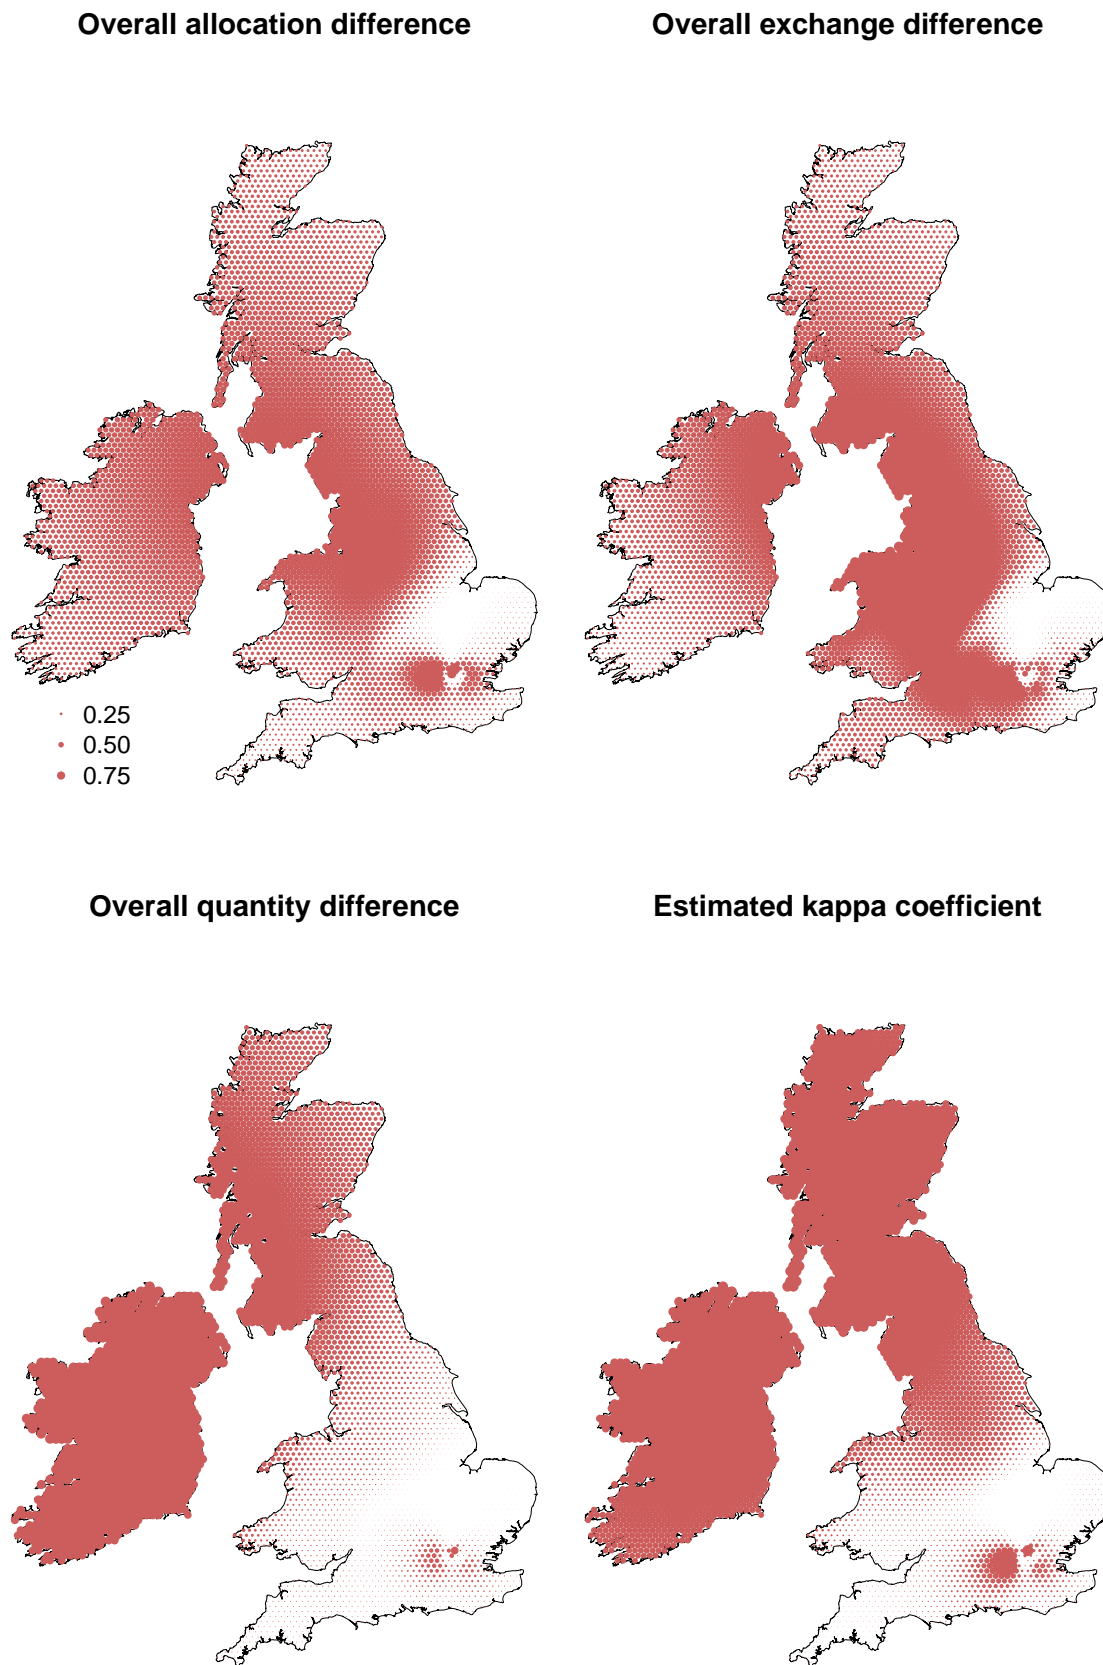 Overall allocation difference
Overall exchange difference
0.25
0.50
0.75
Overall quantity difference
Estimated kappa coefficient